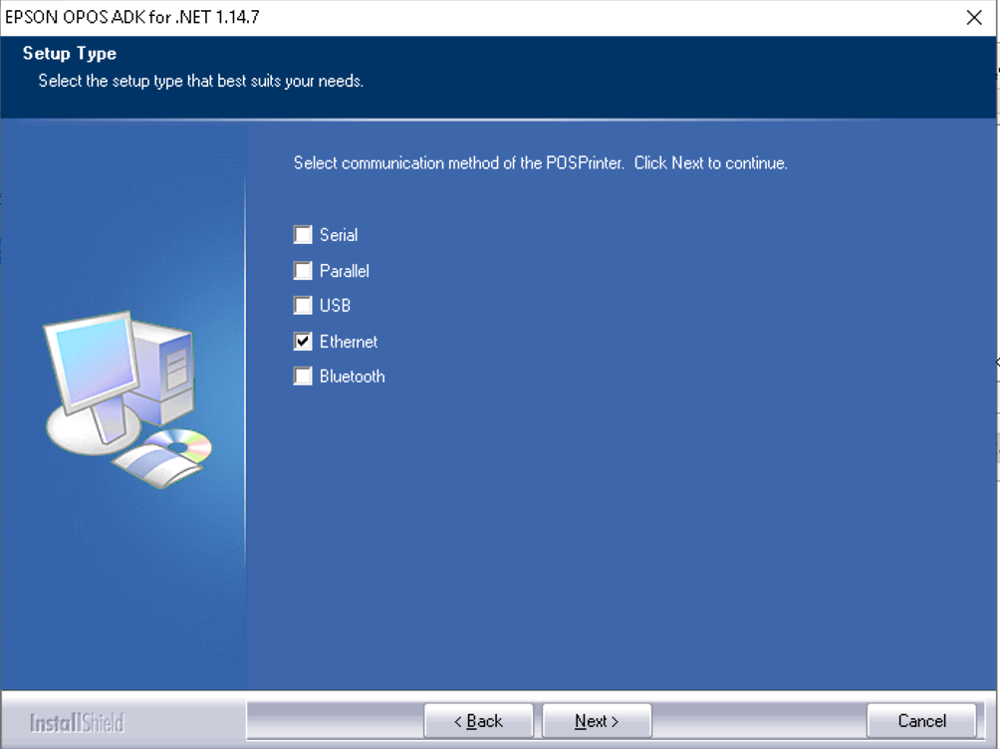 EPSON OPOS ADK for .NET 1.14.7
Setup Type
Select the setup type that best suits your needs.
Select communication method of the POSPrinter. Click Next to continue.
Serial
Parallel
USB
Ethernet
Bluetooth
InstallShield
< Back
Next >
Cancel